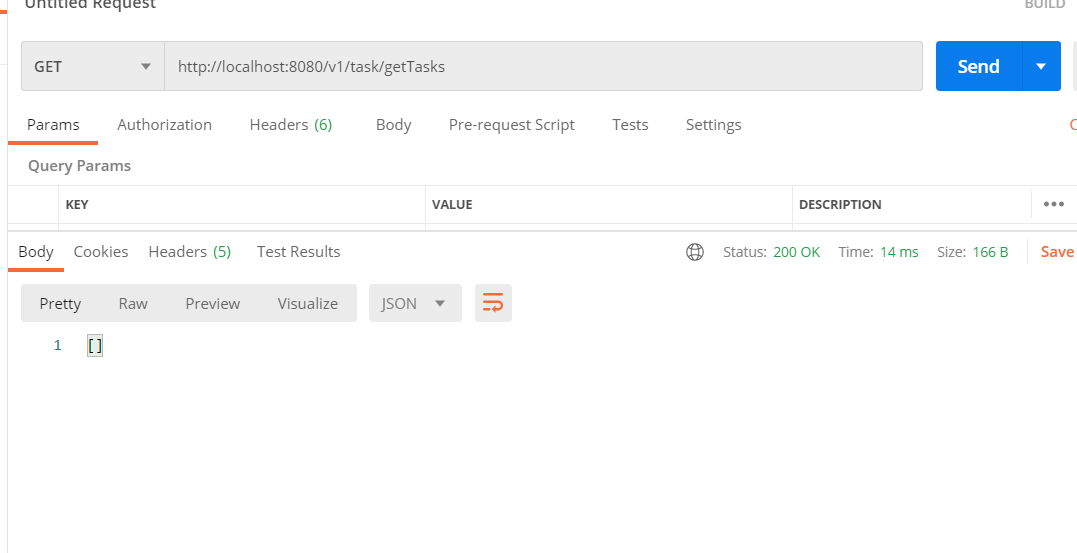 Untitled Request BUILD
GET http://localhost:8080/v1/task/getTasks Send
Params Authorization Headers (6) Body Pre-request Script Tests Settings
Query Params
KEY VALUE DESCRIPTION
Body Cookies Headers (5) Test Results Status: 200 OK Time: 14 ms Size: 166 B Save
Pretty Raw Preview Visualize JSON
1 []